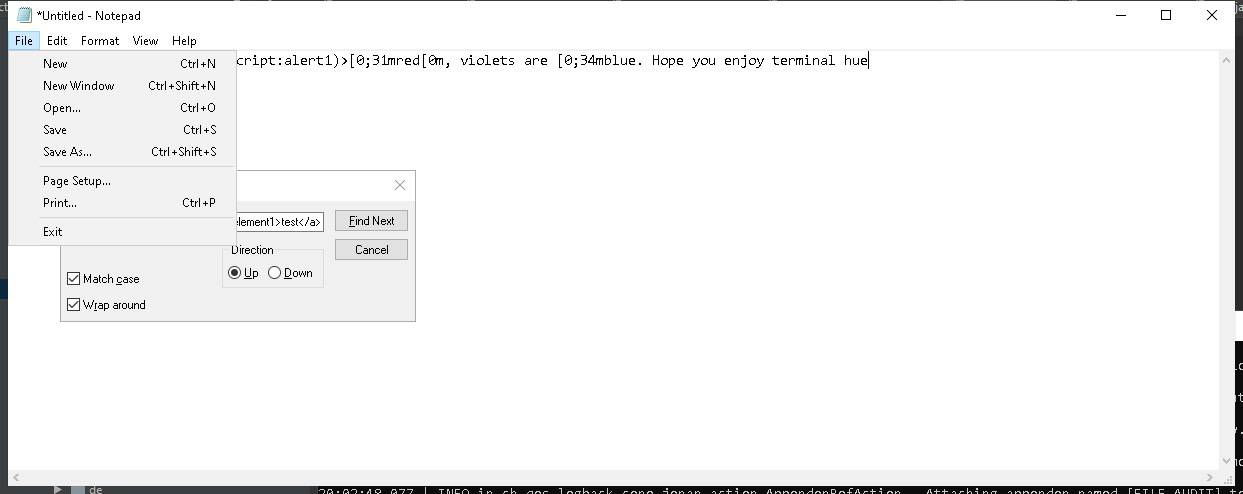 *Untitled - Notepad
File Edit Format View Help
New Ctrl+N
New Window Ctrl+Shift+N
Open... Ctrl+O
Save Ctrl+S
Save As... Ctrl+Shift+S
Page Setup...
Print... Ctrl+P
Exit
cript:alert1)>[0;31mred[0m, violets are [0;34mblue. Hope you enjoy terminal hue
element1>test</a>
Find Next
Cancel
Direction
Up Down
Match case
Wrap around
de
20:02:48,077 | INFO in ch.qos.logback.core.joran.action.AppenderRefAction - Attaching appender named [FILE_AUDIT] t